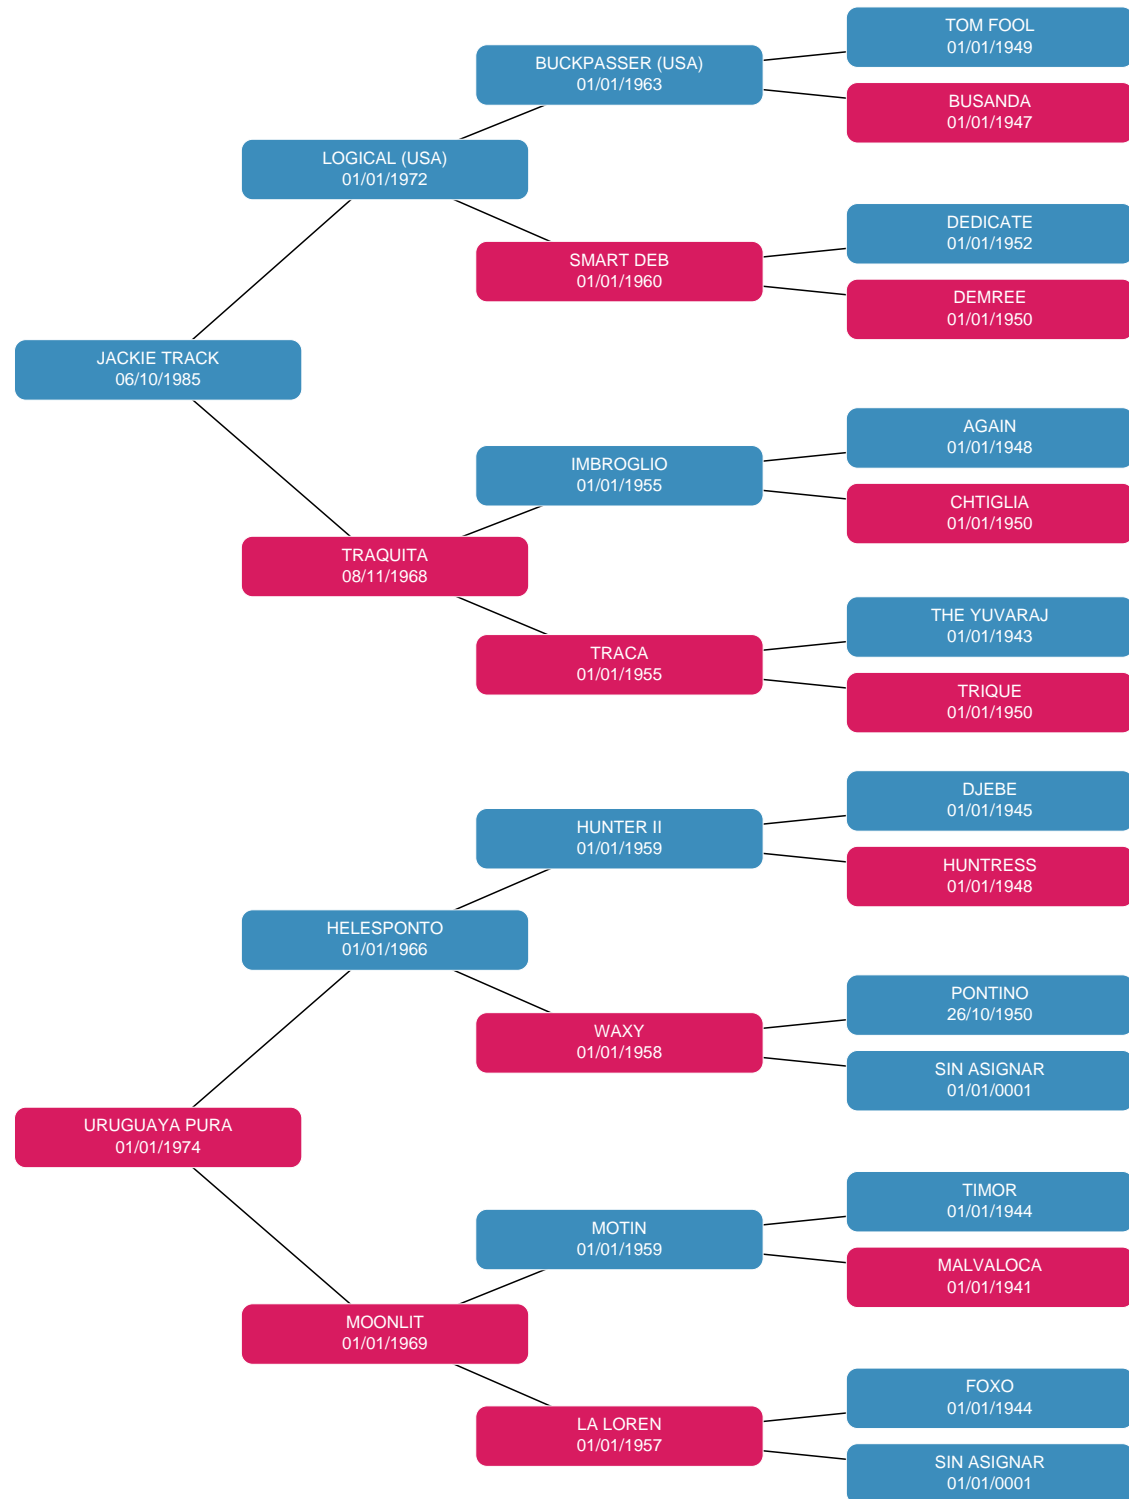 TOM FOOL
01/01/1949
BUCKPASSER (USA)
01/01/1963
BUSANDA
01/01/1947
LOGICAL (USA)
01/01/1972
DEDICATE
01/01/1952
SMART DEB
01/01/1960
DEMREE
01/01/1950
JACKIE TRACK
06/10/1985
AGAIN
01/01/1948
IMBROGLIO
01/01/1955
CHTIGLIA
01/01/1950
TRAQUITA
08/11/1968
THE YUVARAJ
01/01/1943
TRACA
01/01/1955
TRIQUE
01/01/1950
DJEBE
01/01/1945
HUNTER II
01/01/1959
HUNTRESS
01/01/1948
HELESPONTO
01/01/1966
PONTINO
26/10/1950
WAXY
01/01/1958
SIN ASIGNAR
01/01/0001
URUGUAYA PURA
01/01/1974
TIMOR
01/01/1944
MOTIN
01/01/1959
MALVALOCA
01/01/1941
MOONLIT
01/01/1969
FOXO
01/01/1944
LA LOREN
01/01/1957
SIN ASIGNAR
01/01/0001